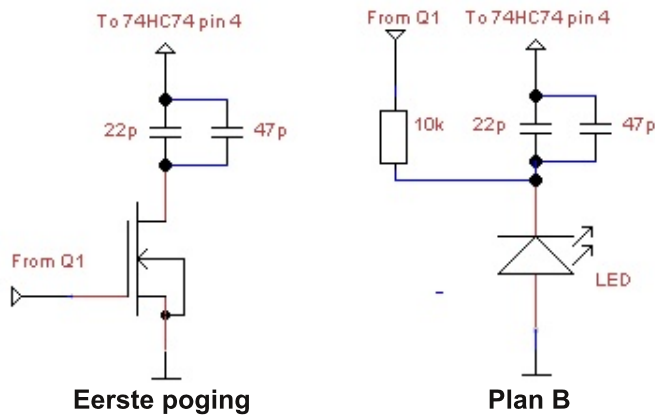 To 74HC74 pin 4
22p
47p
From Q1
Eerste poging
From Q1
To 74HC74 pin 4
10k
22p
47p
LED
Plan B